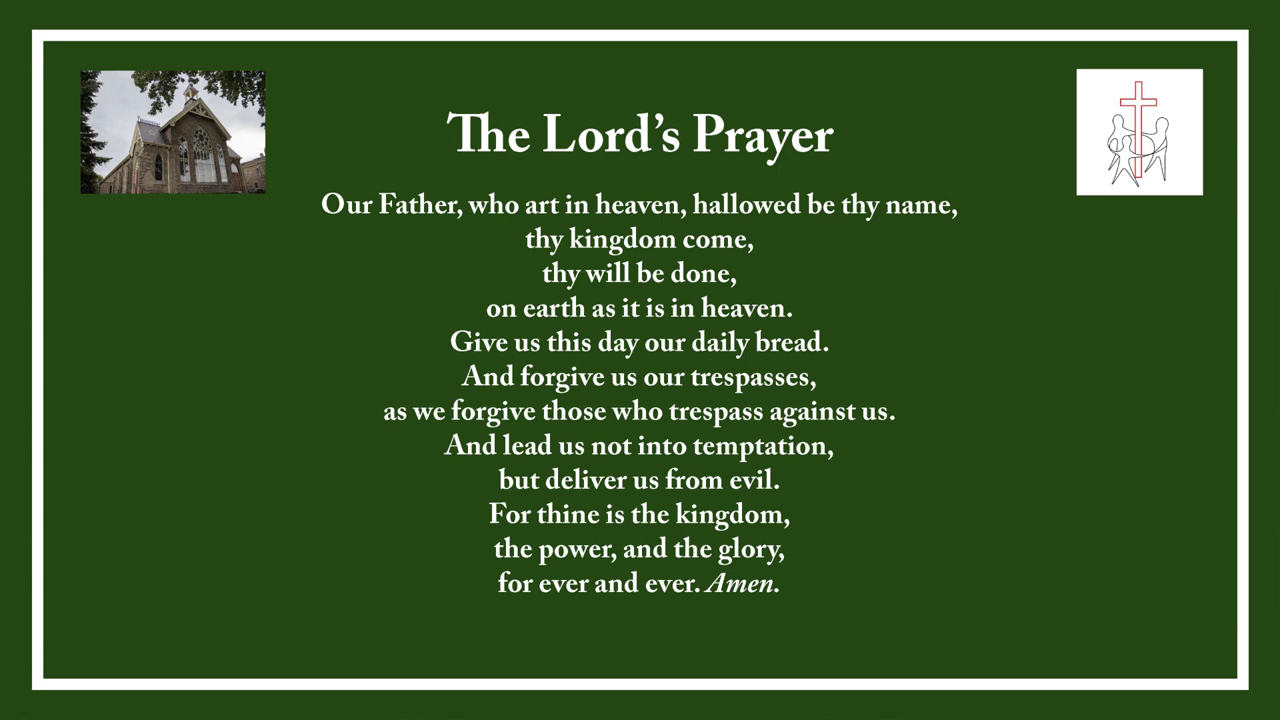 The Lord’s Prayer
Our Father, who art in heaven, hallowed be thy name,
thy kingdom come,
thy will be done,
on earth as it is in heaven.
Give us this day our daily bread.
And forgive us our trespasses,
as we forgive those who trespass against us.
And lead us not into temptation,
but deliver us from evil.
For thine is the kingdom,
the power, and the glory,
for ever and ever. Amen.